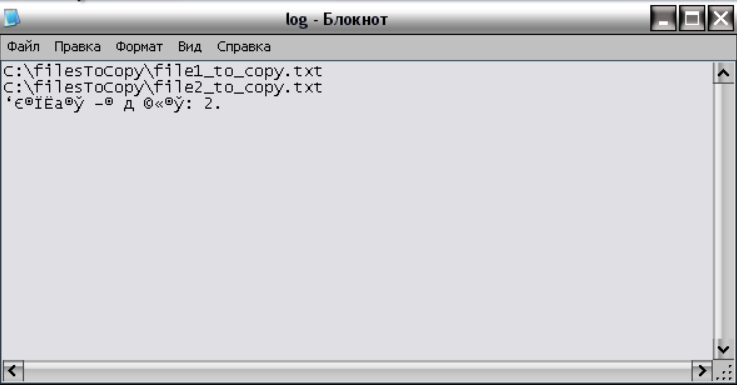 log - Блокнот
Файл Правка Формат Вид Справка
C:\filesToCopy\file1_to_copy.txt
C:\filesToCopy\file2_to_copy.txt
‘Є®ЇЁа®ў –® д ©«®ў: 2.